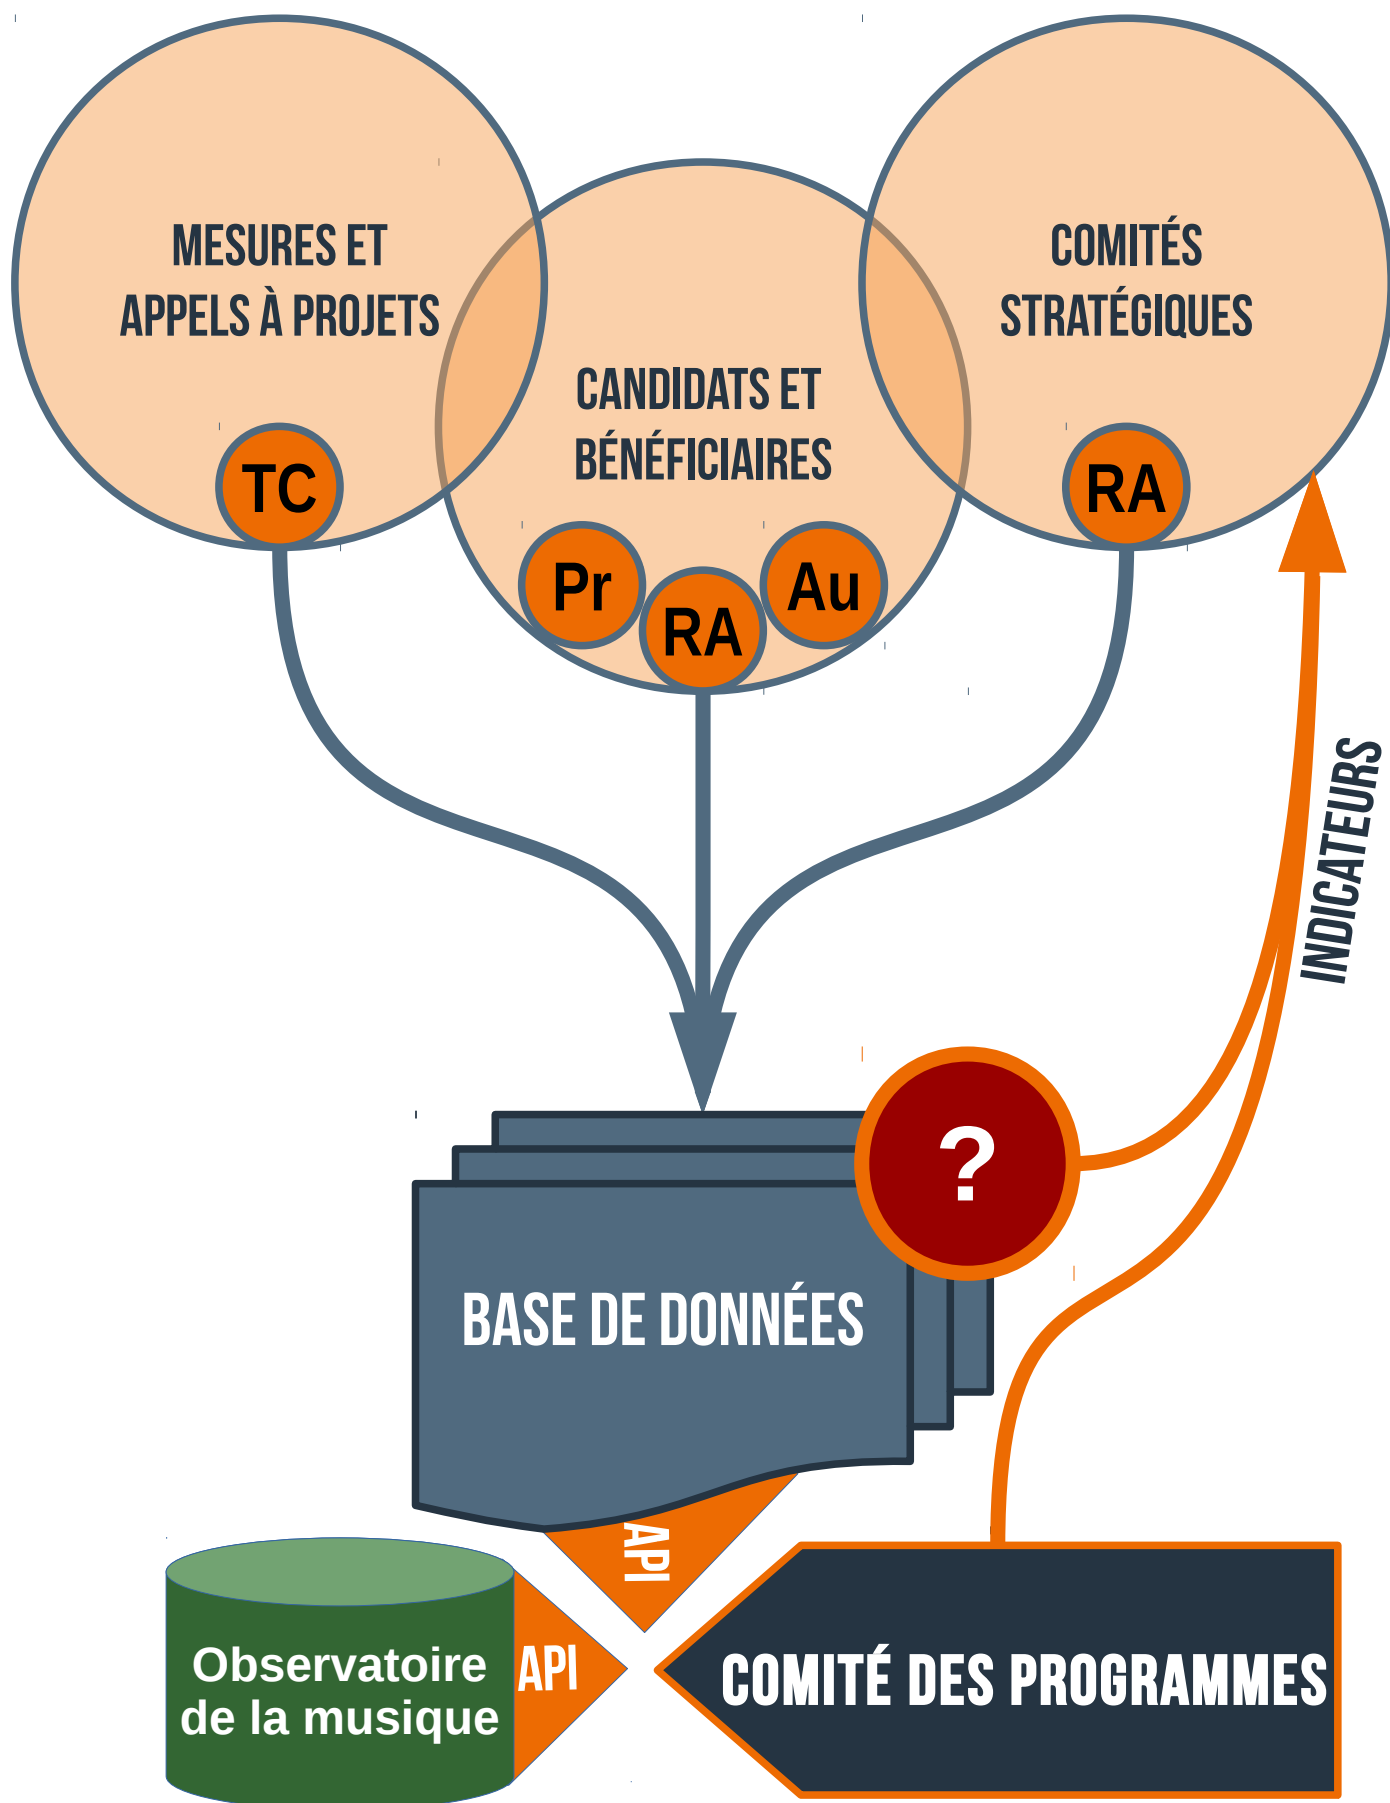 MESURES ET
APPELS À PROJETS
TC
CANDIDATS ET
BÉNÉFICIAIRES
Pr
RA
Au
COMITÉS
STRATÉGIQUES
RA
INDICATEURS
?
BASE DE DONNÉES
API
Observatoire
de la musique
API
COMITÉ DES PROGRAMMES